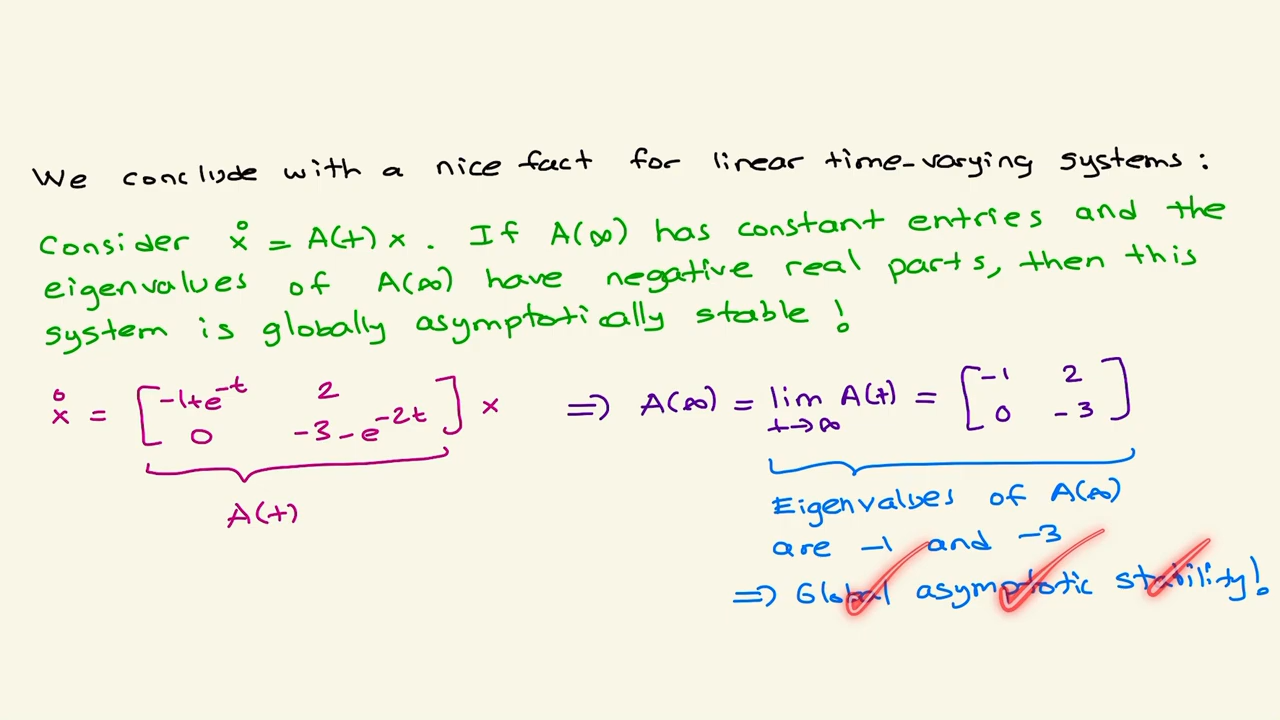 We conclude with a nice fact for linear time-varying systems:
Consider ẋ = A(t)x. If A(∞) has constant entries and the
eigenvalues of A(∞) have negative real parts, then this
system is globally asymptotically stable!
ẋ = [-1+e^-t 2; 0 -3-e^-2t] x ⇒ A(∞) = lim t→∞ A(t) = [-1 2; 0 -3]
A(t)
Eigenvalues of A(∞)
are -1 and -3
⇒ Global asymptotic stability!